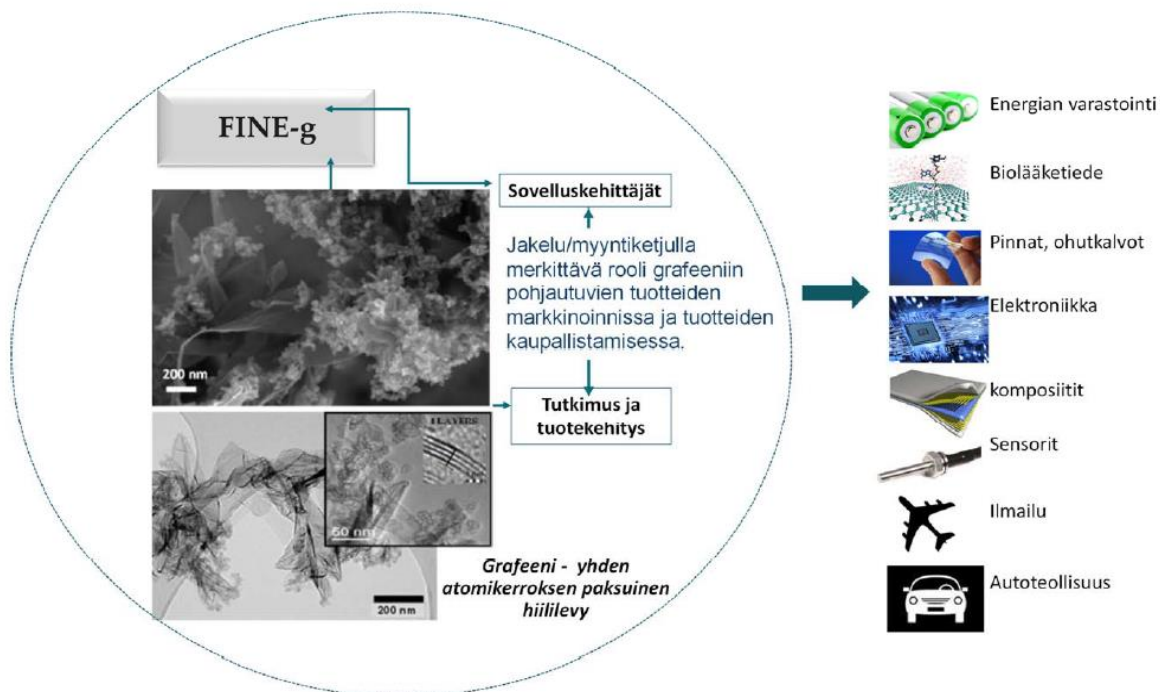 FINE-g
Sovelluskehittäjät
Jakelu/myyntiketjulla
merkittävä rooli grafeeniin
pohjautuvien tuotteiden
markkinoinnissa ja tuotteiden
kaupallistamisessa.
200 nm
Tutkimus ja
tuotekehitys
LAYERS
50 nm
200 nm
Grafeeni - yhden
atomikerroksen paksuinen
hiililevy
Energian varastointi
Biolääketiede
Pinnat, ohutkalvot
Elektroniikka
komposiitit
Sensorit
Ilmailu
Autoteollisuus